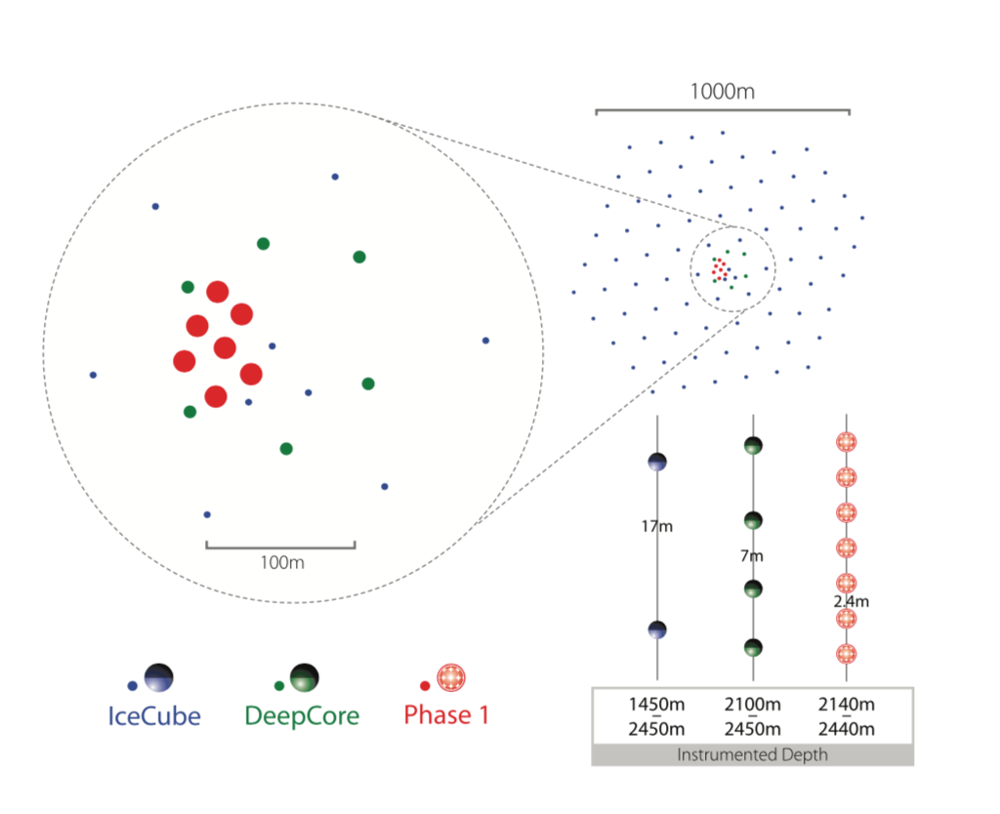 1000m
100m
17m
7m
2.4m
IceCube
DeepCore
Phase 1
1450m
–
2450m
2100m
–
2450m
2140m
–
2440m
Instrumented Depth